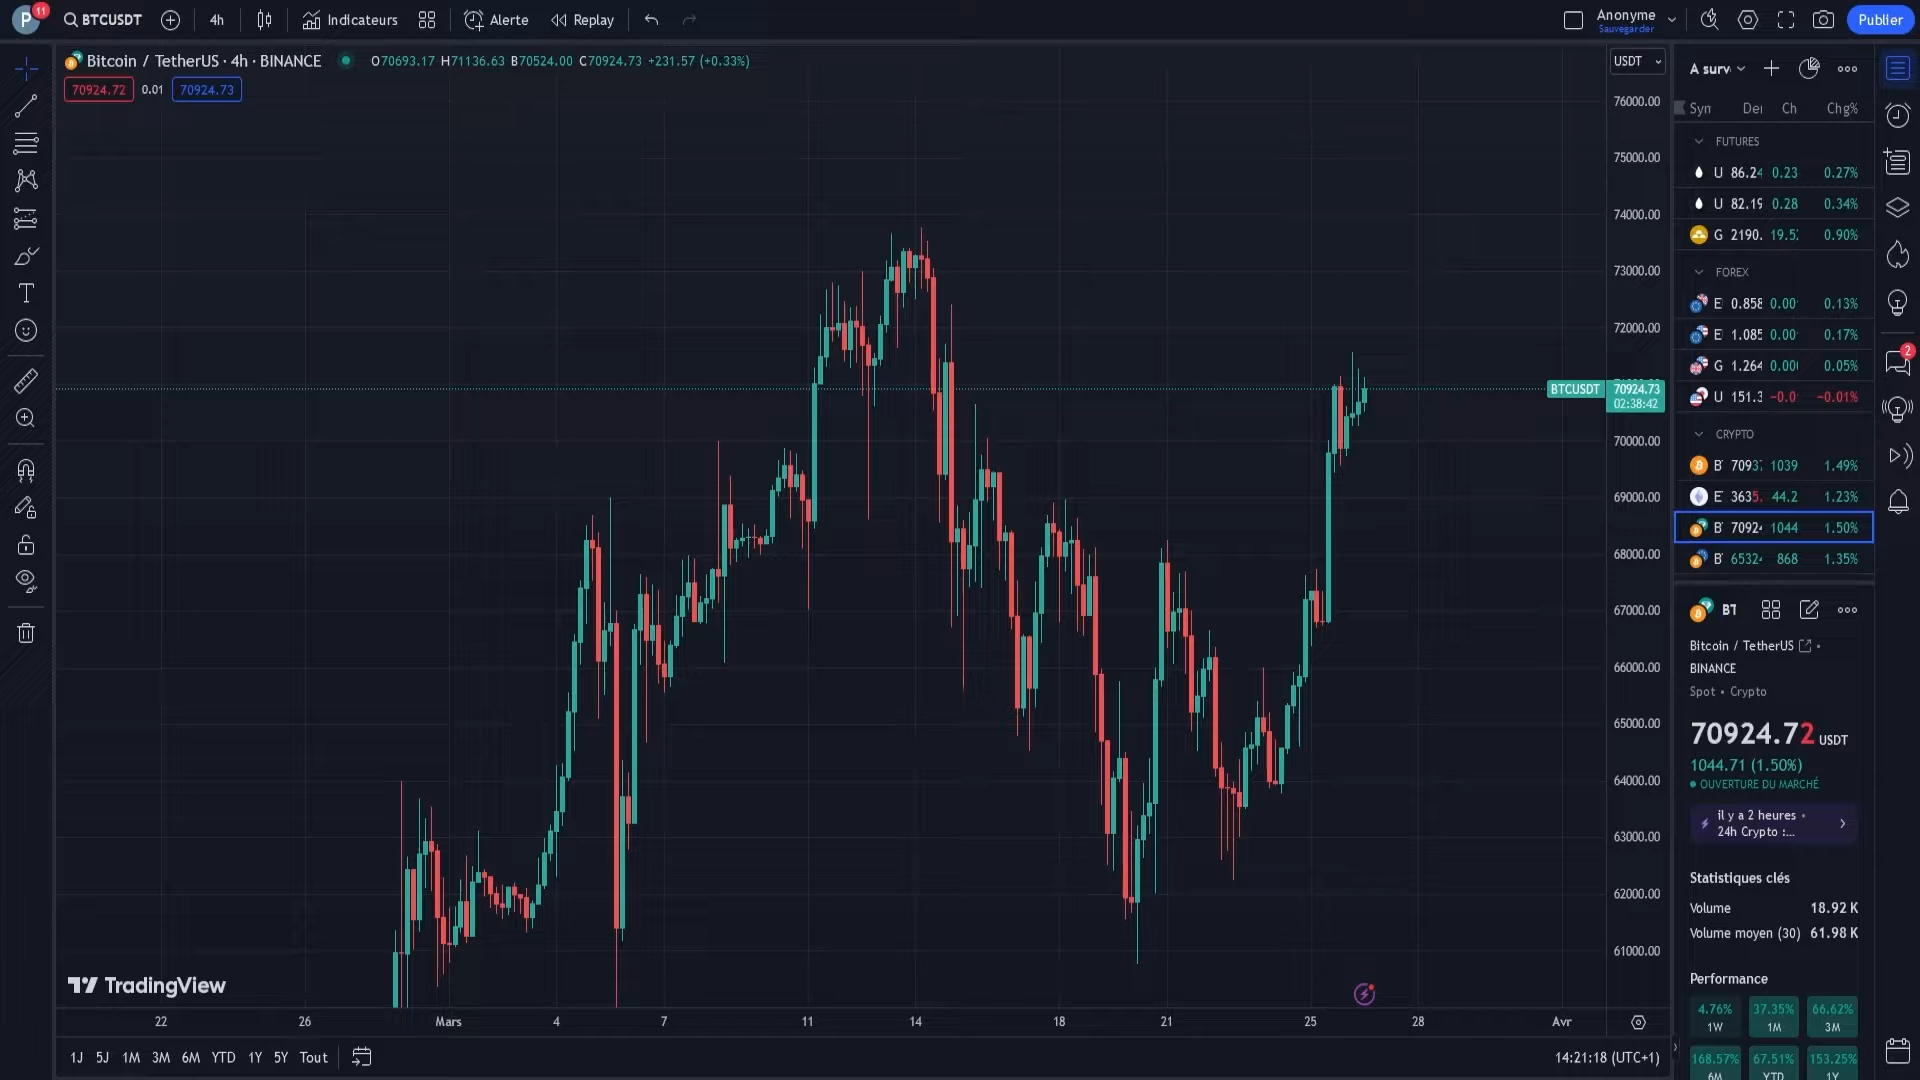 P 11 BTCUSDT 4h Indicateurs Alerte Replay Anonyme Sauvegarder Publier
Bitcoin / TetherUS · 4h · BINANCE O70693.17 H71136.63 B70524.00 C70924.73 +231.57 (+0.33%)
70924.72 0.01 70924.73
USDT
76000.00
75000.00
74000.00
73000.00
72000.00
BTCUSDT 70924.73
02:38:42
70000.00
69000.00
68000.00
67000.00
66000.00
65000.00
64000.00
63000.00
62000.00
61000.00
TradingView
22 26 Mars 4 7 11 14 18 21 25 28 Avr
1J 5J 1M 3M 6M YTD 1Y 5Y Tout
14:21:18 (UTC+1)
A surv
Syn Der Ch Chg%
FUTURES
U 86.24 0.23 0.27%
U 82.19 0.28 0.34%
G 2190. 19.5 0.90%
FOREX
E 0.858 0.00 0.13%
E 1.085 0.00 0.17%
G 1.264 0.00 0.05%
U 151.3 −0.0 −0.01%
CRYPTO
B 7093 1039 1.49%
E 3635. 44.2 1.23%
B 7092 1044 1.50%
B 6532 868 1.35%
2
BT
Bitcoin / TetherUS •
BINANCE
Spot • Crypto
70924.72 USDT
1044.71 (1.50%)
OUVERTURE DU MARCHÉ
il y a 2 heures •
24h Crypto :...
Statistiques clés
Volume 18.92 K
Volume moyen (30) 61.98 K
Performance
4.76% 37.35% 66.62%
1W 1M 3M
168.57% 67.51% 153.25%
6M YTD 1Y